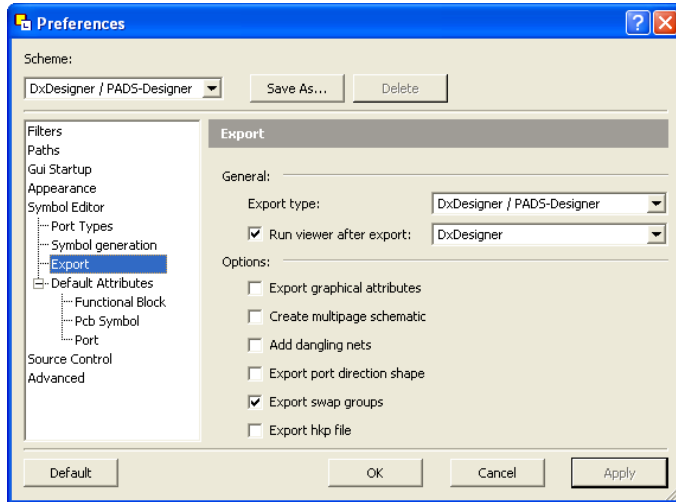 Preferences
Scheme:
DxDesigner / PADS-Designer
Save As...
Delete
Filters
Paths
Gui Startup
Appearance
Symbol Editor
Port Types
Symbol generation
Export
Default Attributes
Functional Block
Pcb Symbol
Port
Source Control
Advanced
Export
General:
Export type: DxDesigner / PADS-Designer
Run viewer after export: DxDesigner
Options:
Export graphical attributes
Create multipage schematic
Add dangling nets
Export port direction shape
Export swap groups
Export hkp file
Default
OK
Cancel
Apply